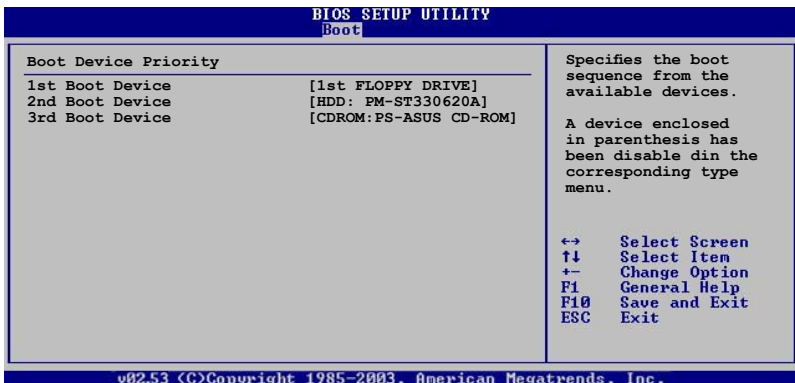 BIOS SETUP UTILITY
Boot
Boot Device Priority
1st Boot Device [1st FLOPPY DRIVE]
2nd Boot Device [HDD: PM-ST330620A]
3rd Boot Device [CDROM:PS-ASUS CD-ROM]
Specifies the boot
sequence from the
available devices.
A device enclosed
in parenthesis has
been disable din the
corresponding type
menu.
←→ Select Screen
↑↓ Select Item
+- Change Option
F1 General Help
F10 Save and Exit
ESC Exit
v02.53 (C)Copyright 1985-2003, American Megatrends, Inc.